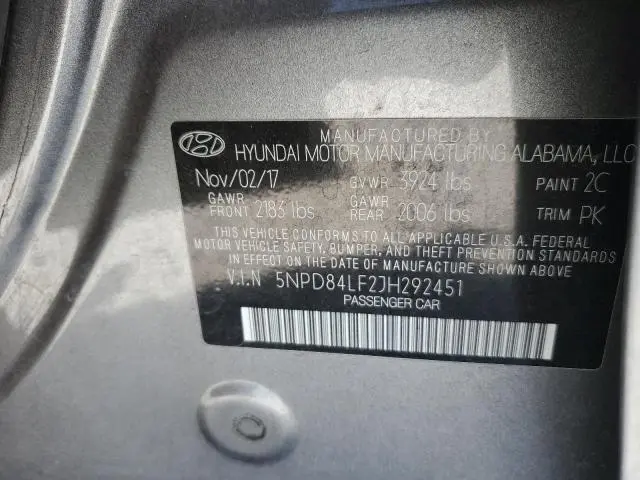 MANUFACTURED BY
HYUNDAI MOTOR MANUFACTURING ALABAMA, LLC
Nov/02/17 GVWR 3924 lbs PAINT 2C
GAWR FRONT 2183 lbs GAWR REAR 2006 lbs TRIM PK
THIS VEHICLE CONFORMS TO ALL APPLICABLE U.S.A. FEDERAL
MOTOR VEHICLE SAFETY, BUMPER, AND THEFT PREVENTION STANDARDS
IN EFFECT ON THE DATE OF MANUFACTURE SHOWN ABOVE
V.I.N 5NPD84LF2JH292451
PASSENGER CAR